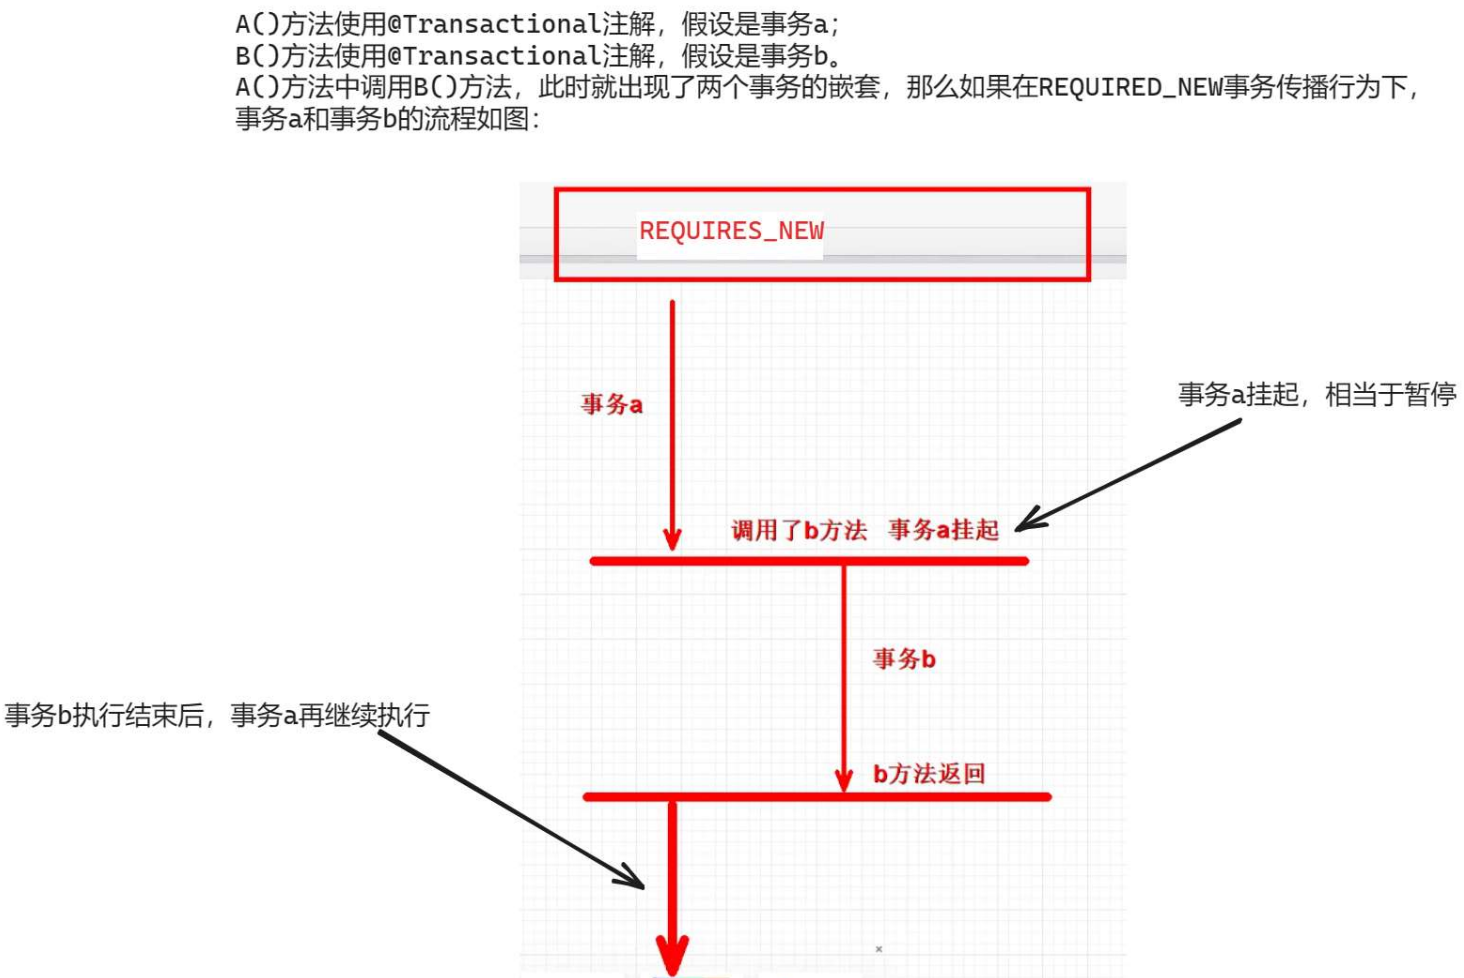 A()方法使用@Transactional注解，假设是事务a；
B()方法使用@Transactional注解，假设是事务b。
A()方法中调用B()方法，此时就出现了两个事务的嵌套，那么如果在REQUIRED_NEW事务传播行为下，
事务a和事务b的流程如图：
REQUIRES_NEW
事务a挂起，相当于暂停
事务a
调用了b方法 事务a挂起
事务b
事务b执行结束后，事务a再继续执行
b方法返回